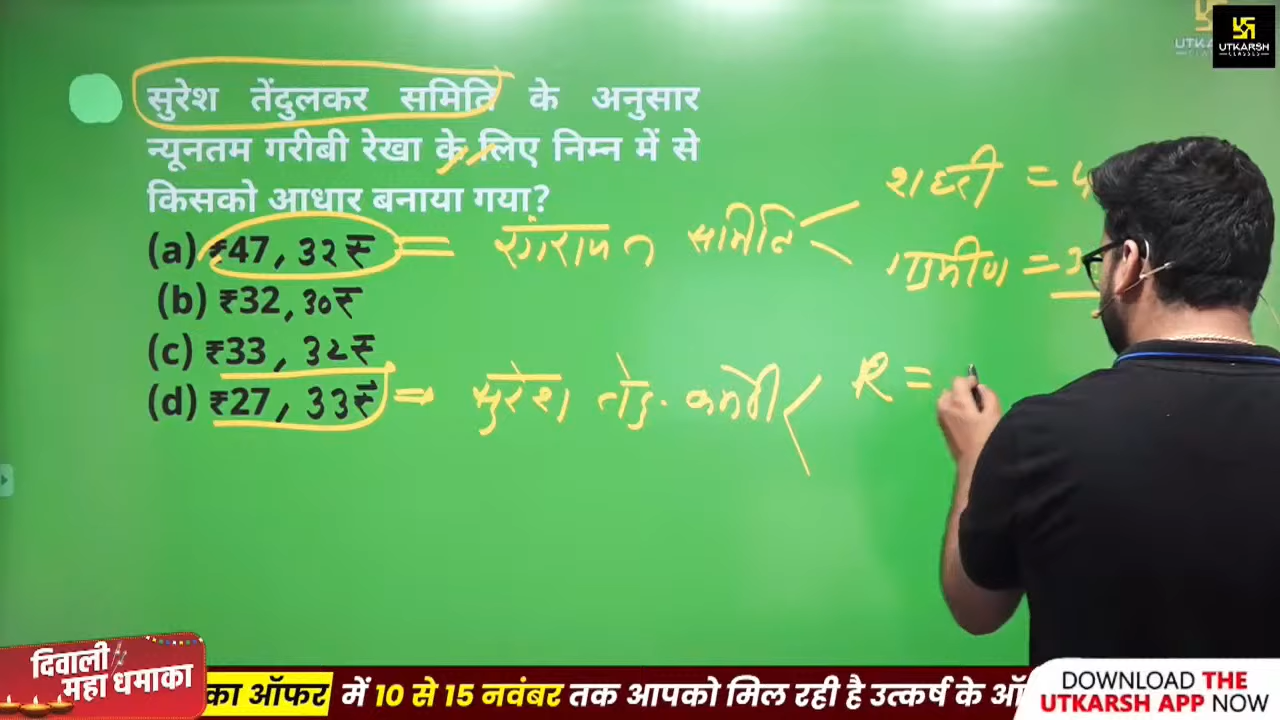 UTKARSH
CLASSES
सुरेश तेंदुलकर समिति के अनुसार
न्यूनतम गरीबी रेखा के लिए निम्न में से
किसको आधार बनाया गया?
(a) ₹47, 32₹
(b) ₹32, 30₹
(c) ₹33, 32₹
(d) ₹27, 33₹
= रंगराजन समिति
शहरी = 4
ग्रामीण = 3
⇒ सुरेश तेंदु. कमेटी
R =
दिवाली
महा धमाका
का ऑफर में 10 से 15 नवंबर तक आपको मिल रही है उत्कर्ष के
DOWNLOAD THE
UTKARSH APP NOW